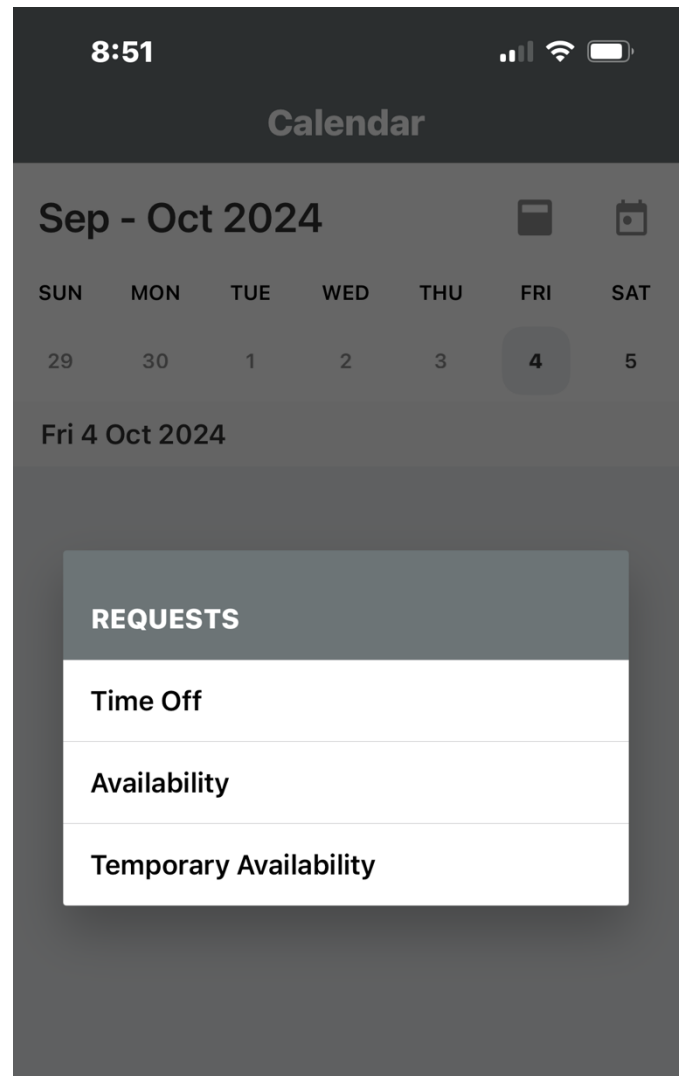 8:51
Calendar
Sep - Oct 2024
SUN MON TUE WED THU FRI SAT
29 30 1 2 3 4 5
Fri 4 Oct 2024
REQUESTS
Time Off
Availability
Temporary Availability